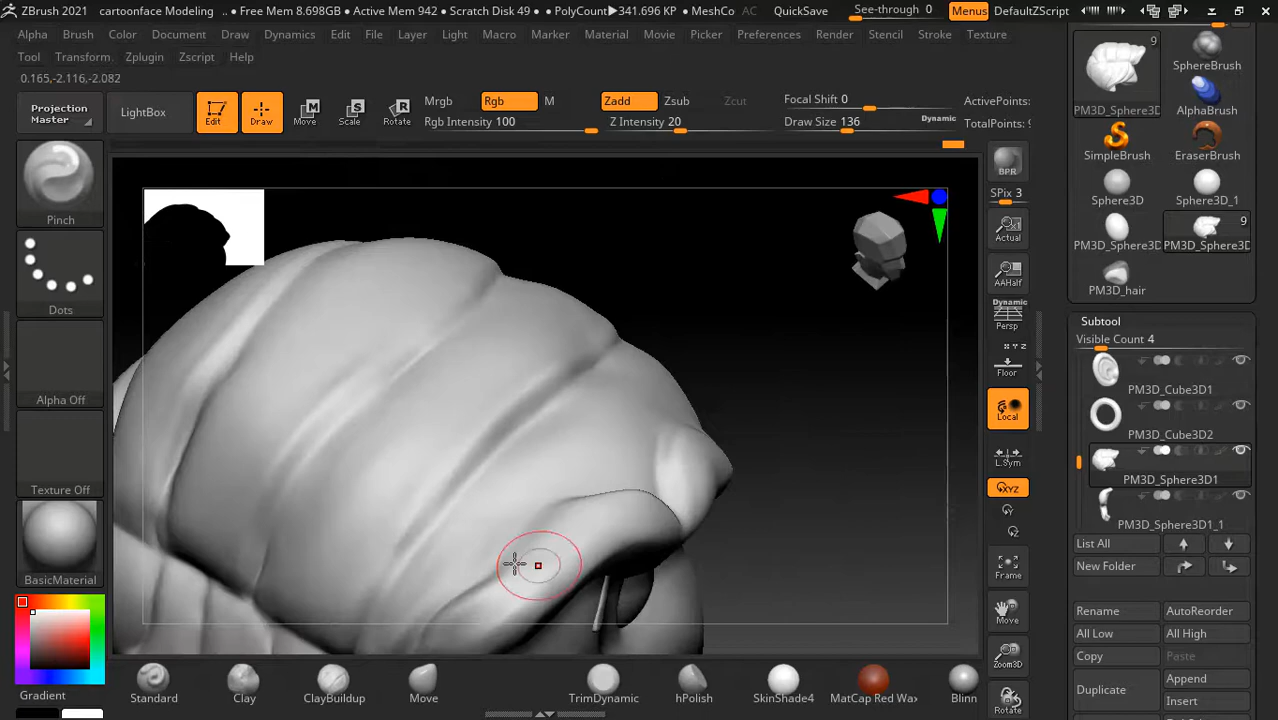 ZBrush 2021 cartoonface Modeling .. • Free Mem 8.698GB • Active Mem 942 • Scratch Disk 49 • PolyCount▶341.696 KP • MeshCo QuickSave See-through 0 Menus DefaultZScript
Alpha Brush Color Document Draw Dynamics Edit File Layer Light Macro Marker Material Movie Picker Preferences Render Stencil Stroke Texture
Tool Transform Zplugin Zscript Help
0.165,-2.116,-2.082
Projection
Master
LightBox
Edit
Draw
Move
Scale
Rotate
Mrgb Rgb M
Rgb Intensity 100
Zadd Zsub Zcut
Z Intensity 20
Focal Shift 0
Draw Size 136
Dynamic
ActivePoints:
TotalPoints:
Pinch
Dots
Alpha Off
Texture Off
BasicMaterial
Gradient
BPR
SPix 3
Actual
AAHalf
Dynamic
Persp
X Y Z
Floor
Local
L.Sym
XYZ
Y
Z
Frame
Move
Zoom3D
Rotate
9
PM3D_Sphere3D
SphereBrush
AlphaBrush
SimpleBrush
EraserBrush
Sphere3D
Sphere3D_1
9
PM3D_Sphere3D
PM3D_Sphere3D
PM3D_hair
Subtool
Visible Count 4
PM3D_Cube3D1
PM3D_Cube3D2
PM3D_Sphere3D1
PM3D_Sphere3D1_1
List All
New Folder
Rename AutoReorder
All Low All High
Copy Paste
Duplicate
Append
Insert
Standard Clay ClayBuildup Move TrimDynamic hPolish SkinShade4 MatCap Red Wa Blinn